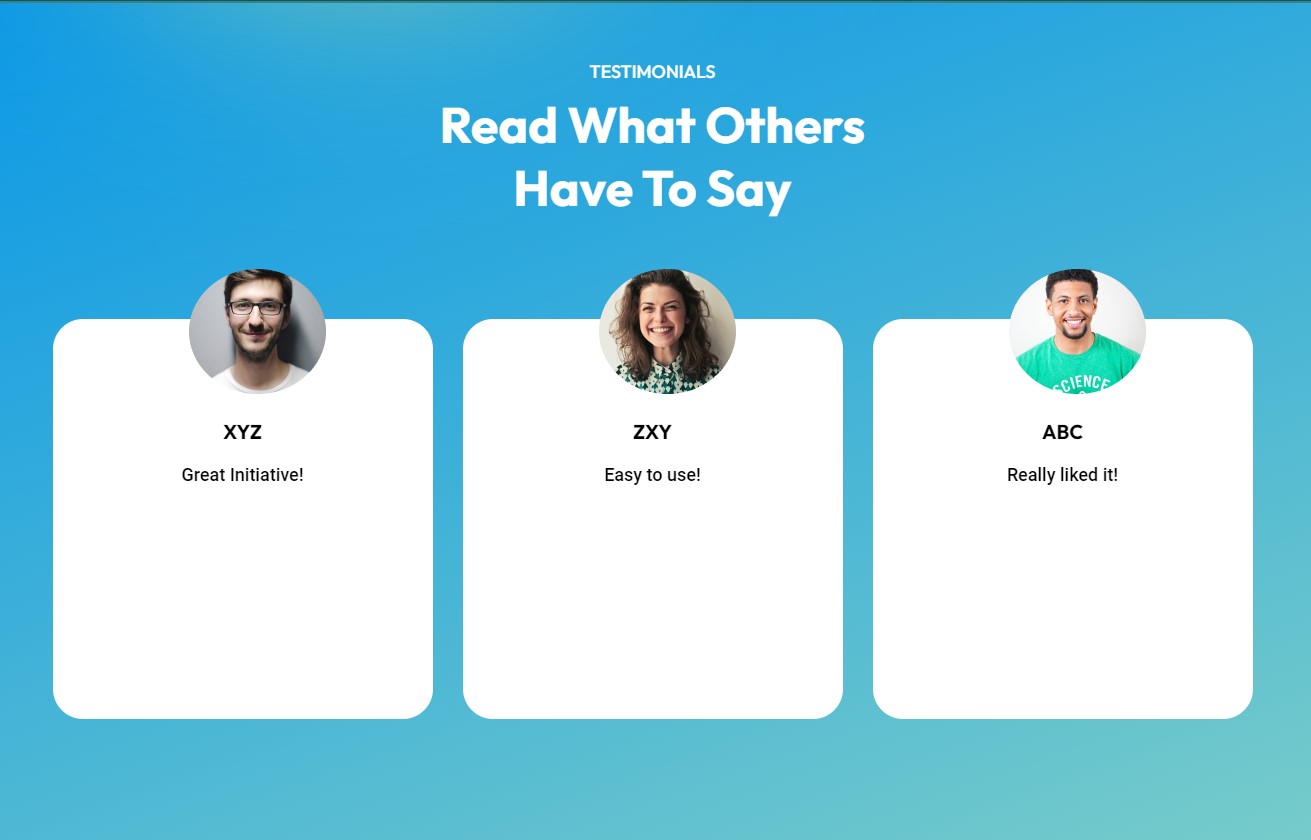 TESTIMONIALS
Read What Others
Have To Say
SCIENCE
XYZ
Great Initiative!
ZXY
Easy to use!
ABC
Really liked it!